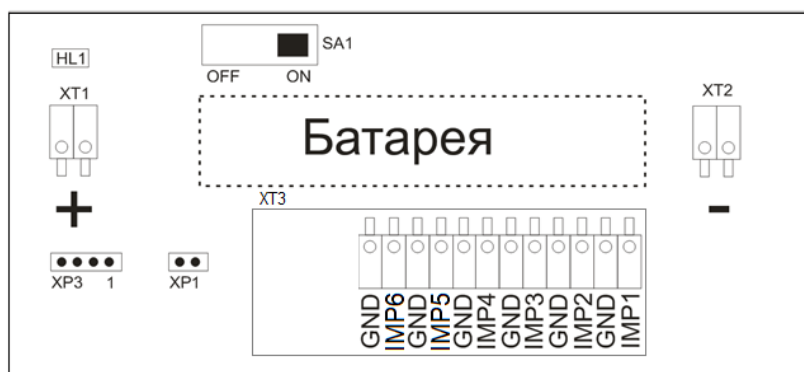 HL1
SA1
OFF ON
XT1
XT2
Батарея
+
-
XT3
XP3 1
XP1
GND
IMP6
GND
IMP5
GND
IMP4
GND
IMP3
GND
IMP2
GND
IMP1